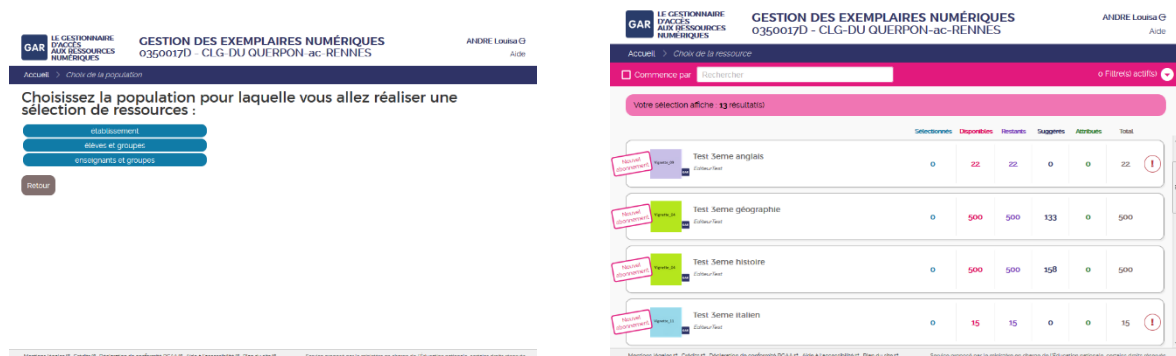 GAR
LE GESTIONNAIRE
D'ACCÈS
AUX RESSOURCES
NUMÉRIQUES
GESTION DES EXEMPLAIRES NUMÉRIQUES
0350017D - CLG-DU QUERPON-ac-RENNES
ANDRE Louisa
Aide
Accueil > Choix de la population
Choisissez la population pour laquelle vous allez réaliser une
sélection de ressources :
etablissement
élèves et groupes
enseignants et groupes
Retour
GAR
LE GESTIONNAIRE
D'ACCÈS
AUX RESSOURCES
NUMÉRIQUES
GESTION DES EXEMPLAIRES NUMÉRIQUES
0350017D - CLG-DU QUERPON-ac-RENNES
ANDRE Louisa
Aide
Accueil > Choix de la ressource
Commence par Rechercher 0 Filtre(s) actif(s)
Votre sélection affiche : 13 résultat(s)
Sélectionnés Disponibles Restants Suggérés Attribués Total
Nouvel abonnement
Test 3eme anglais
EditeurTest
0 22 22 0 0 22 !
Nouvel abonnement
Test 3eme géographie
EditeurTest
0 500 500 133 0 500
Nouvel abonnement
Test 3eme histoire
EditeurTest
0 500 500 158 0 500
Nouvel abonnement
Test 3eme italien
EditeurTest
0 15 15 0 0 15 !